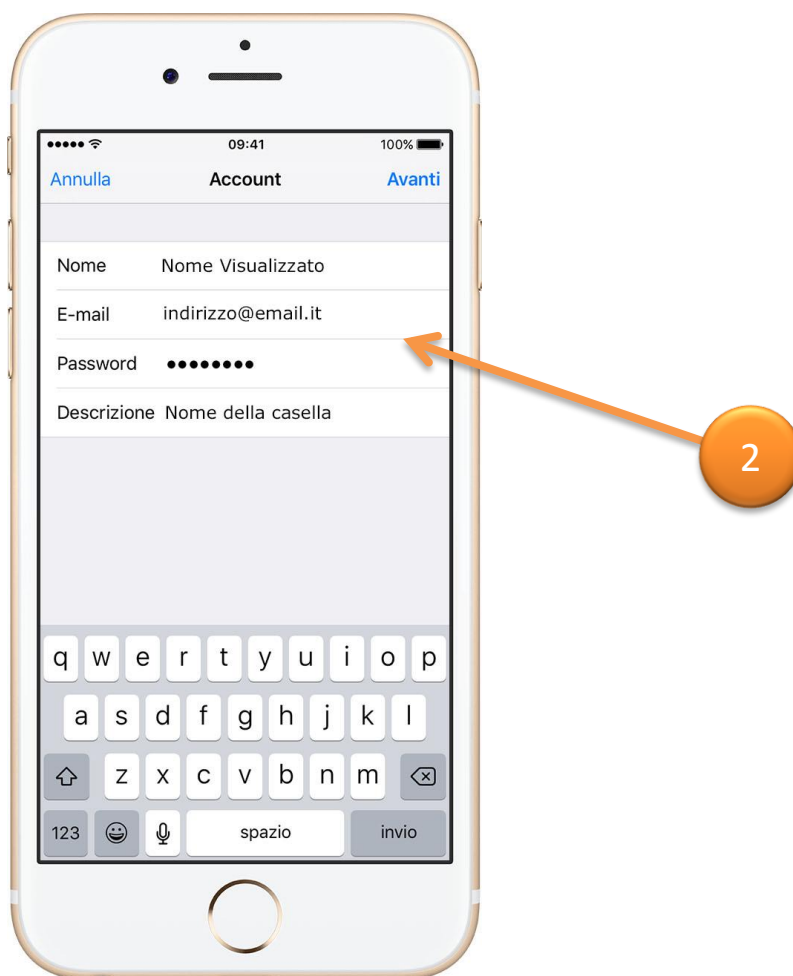 09:41 100%
Annulla Account Avanti
Nome Nome Visualizzato
E-mail indirizzo@email.it
Password ●●●●●●●●
Descrizione Nome della casella
2
q w e r t y u i o p
a s d f g h j k l
z x c v b n m
123 spazio invio